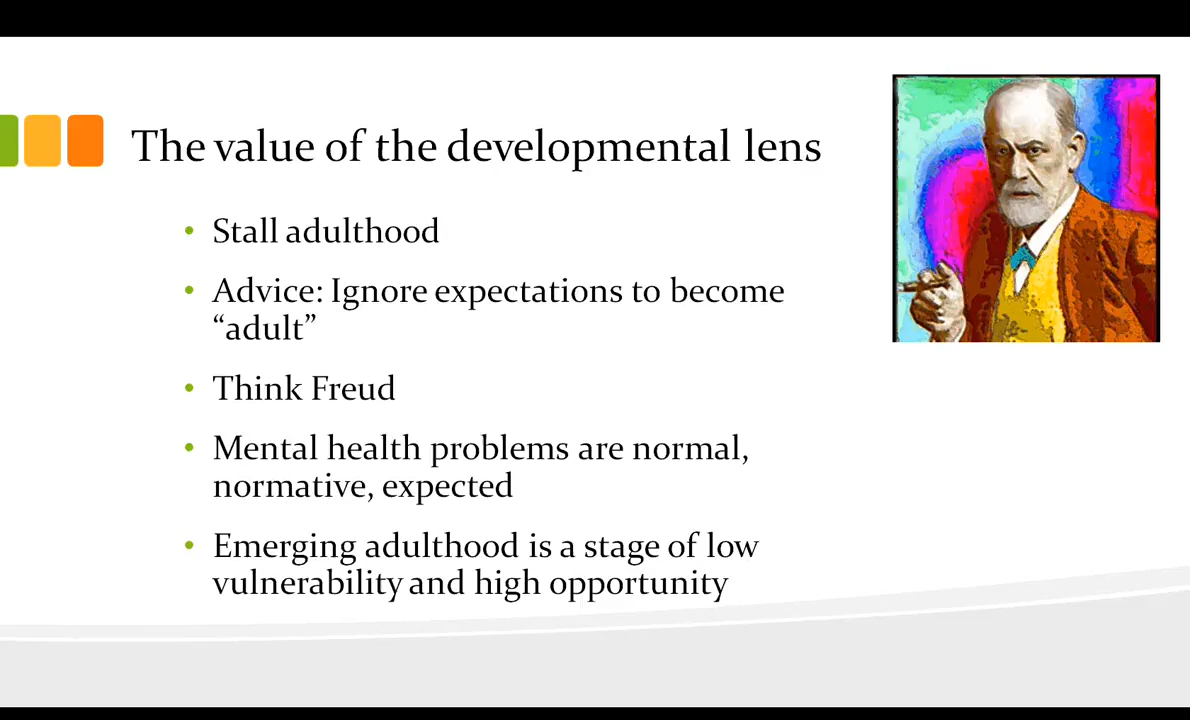 The value of the developmental lens
• Stall adulthood
• Advice: Ignore expectations to become
“adult”
• Think Freud
• Mental health problems are normal,
normative, expected
• Emerging adulthood is a stage of low
vulnerability and high opportunity